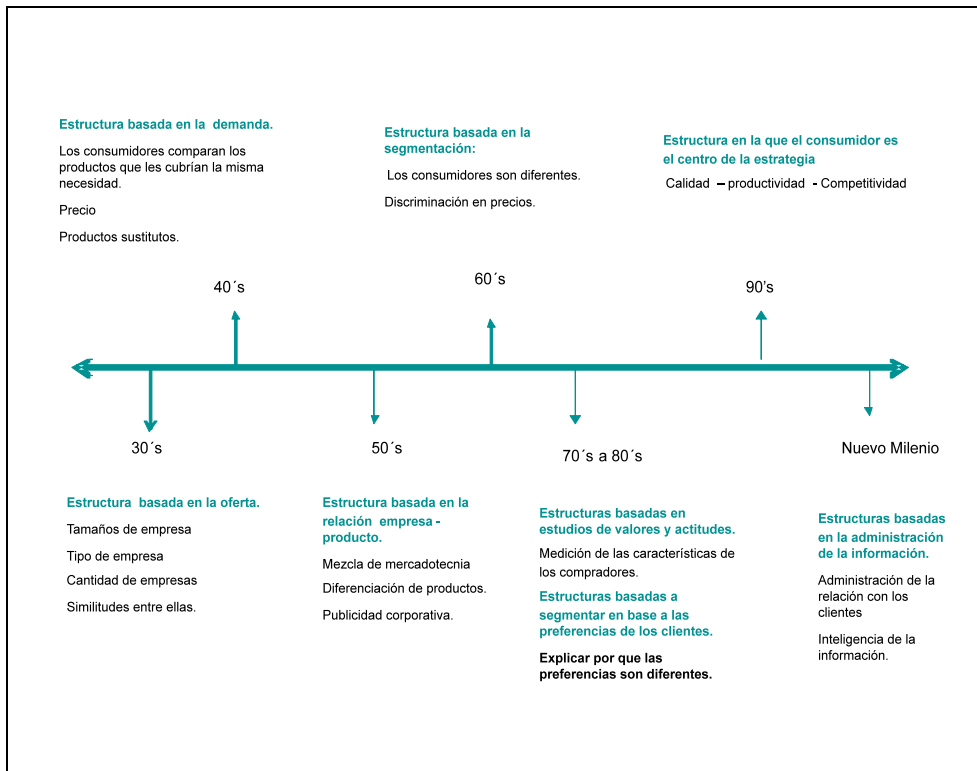 Estructura basada en la demanda.
Los consumidores comparan los
productos que les cubrían la misma
necesidad.
Precio
Productos sustitutos.
Estructura basada en la
segmentación:
Los consumidores son diferentes.
Discriminación en precios.
Estructura en la que el consumidor es
el centro de la estrategia
Calidad – productividad - Competitividad
40´s
60´s
90’s
30´s
50´s
70´s a 80´s
Nuevo Milenio
Estructura basada en la oferta.
Tamaños de empresa
Tipo de empresa
Cantidad de empresas
Similitudes entre ellas.
Estructura basada en la
relación empresa -
producto.
Mezcla de mercadotecnia
Diferenciación de productos.
Publicidad corporativa.
Estructuras basadas en
estudios de valores y actitudes.
Medición de las características de
los compradores.
Estructuras basadas a
segmentar en base a las
preferencias de los clientes.
Explicar por que las
preferencias son diferentes.
Estructuras basadas
en la administración
de la información.
Administración de la
relación con los
clientes
Inteligencia de la
información.